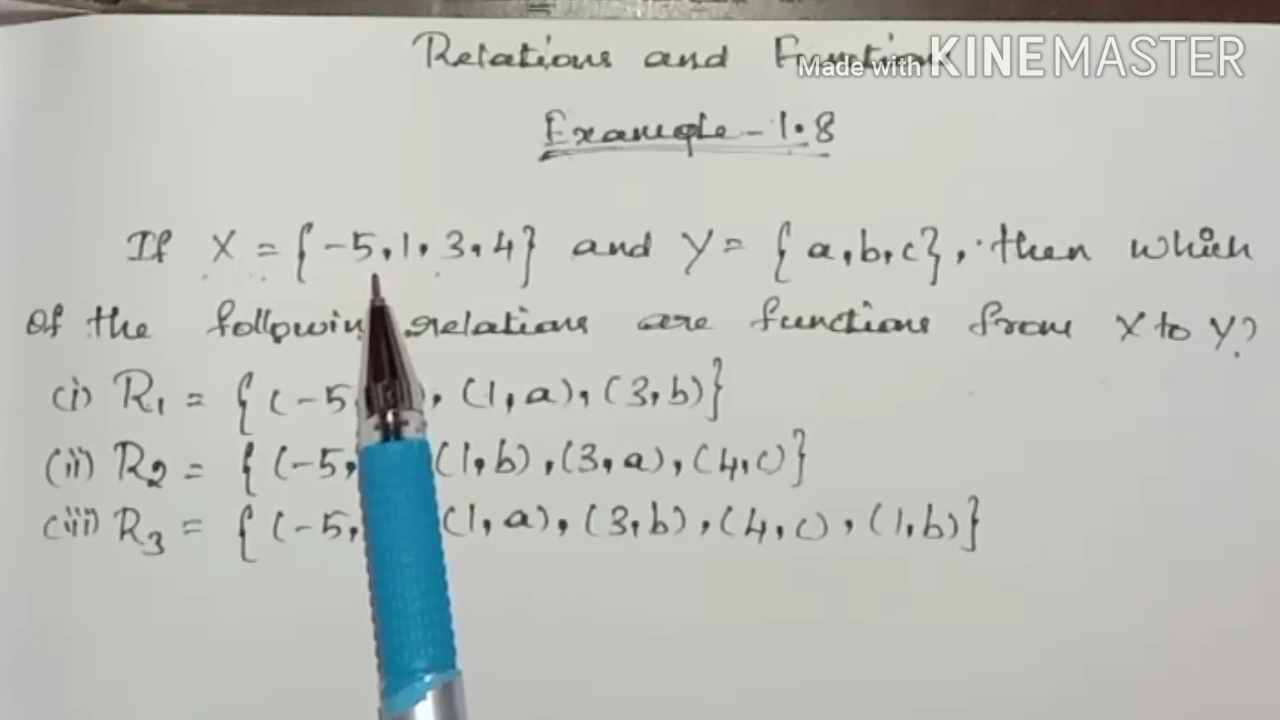 Relations and
Made with KINEMASTER
Example - 1.8
If X = {-5, 1, 3, 4} and Y = {a, b, c}, then which
of the following relations are functions from X to Y?
(i) R₁ = {(-5 , (1, a), (3, b)}
(ii) R₂ = {(-5, (1, b), (3, a), (4, c)}
(iii) R₃ = {(-5, (1, a), (3, b), (4, c), (1, b)}